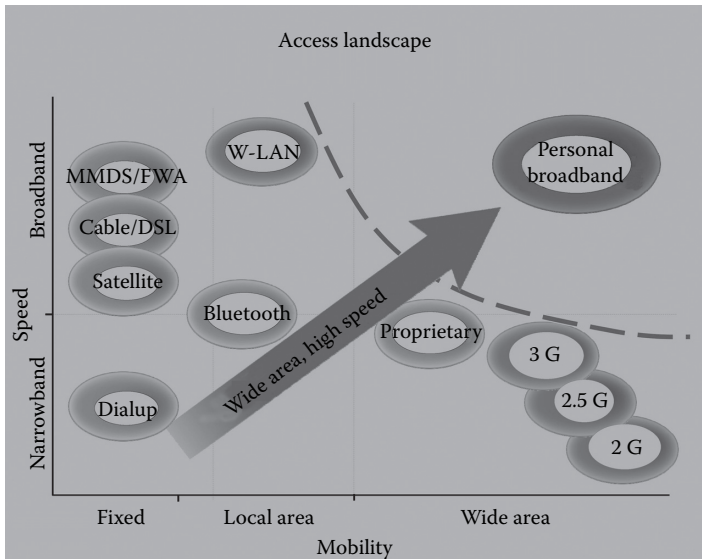 Access landscape
Broadband
Speed
Narrowband
MMDS/FWA
Cable/DSL
Satellite
Dialup
W-LAN
Bluetooth
Wide area, high speed
Personal
broadband
Proprietary
3 G
2.5 G
2 G
Fixed
Local area
Wide area
Mobility